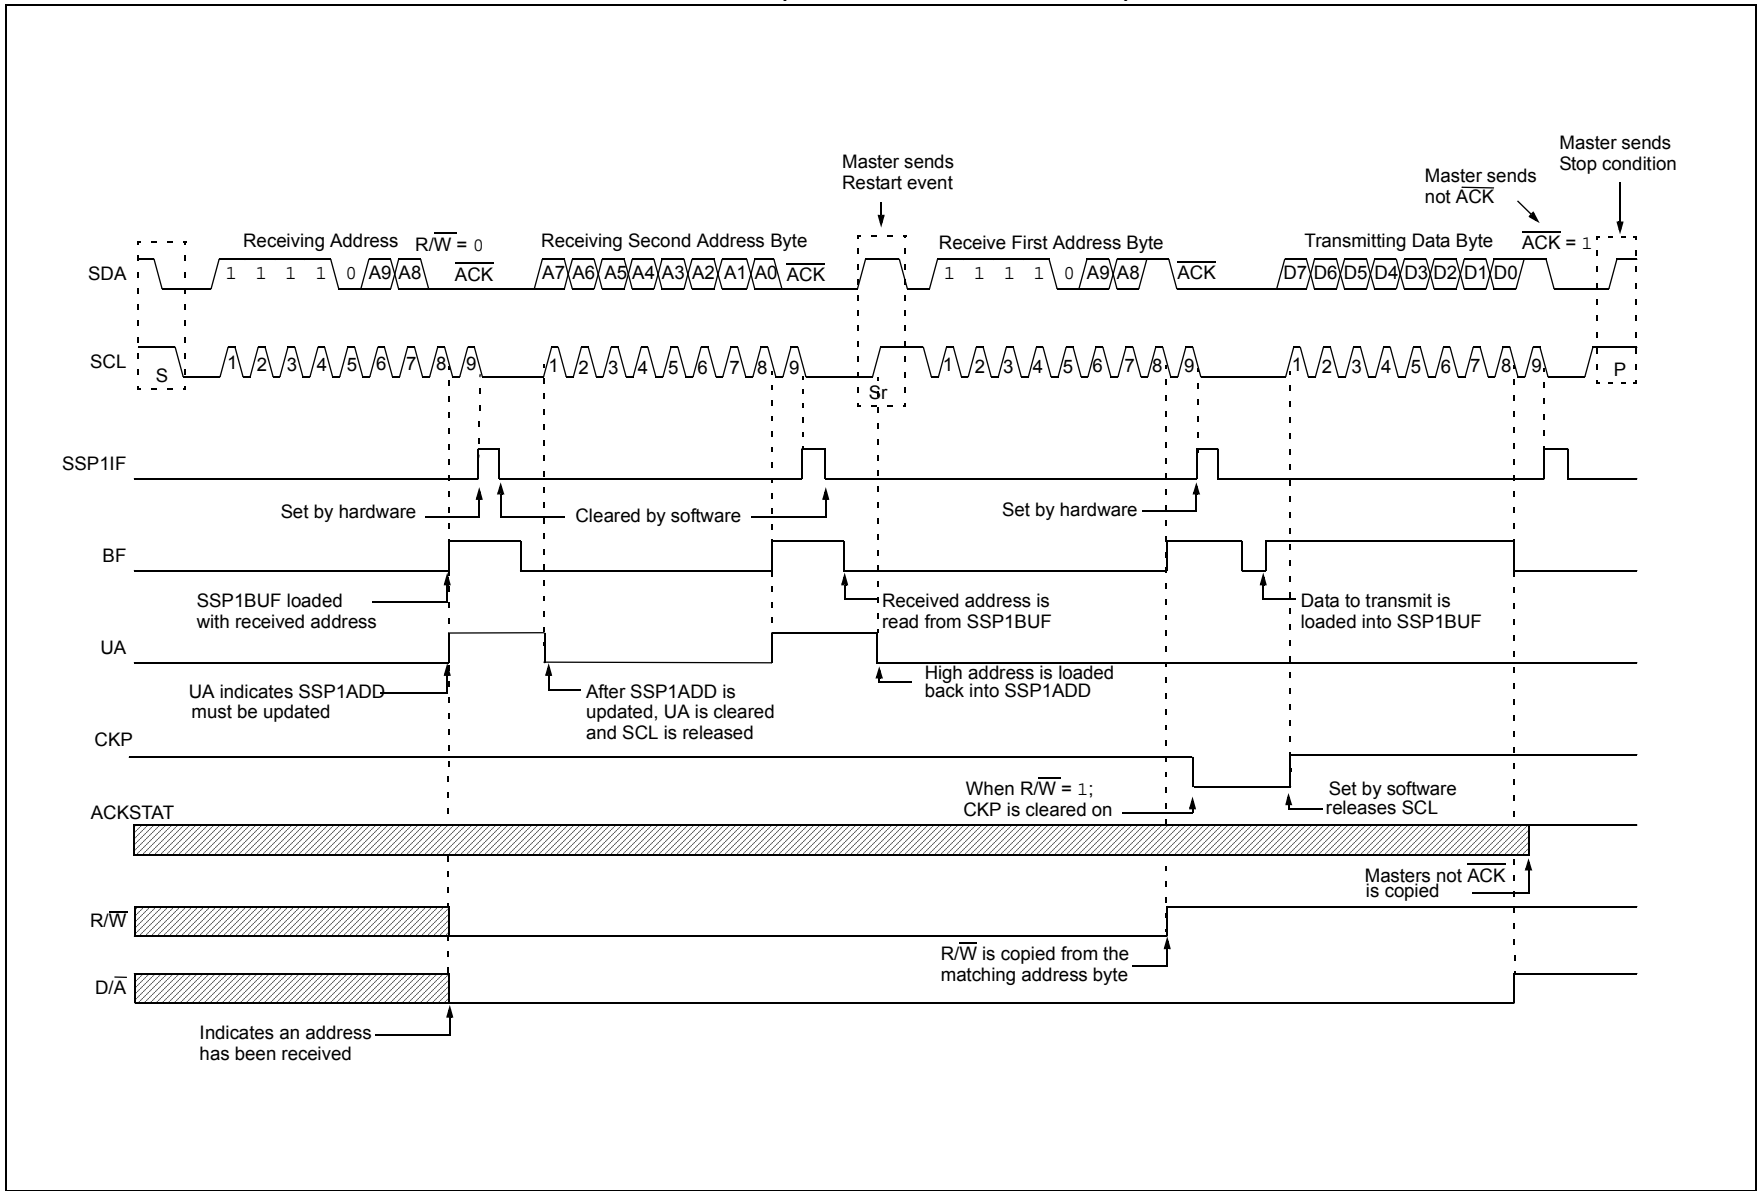 Master sends
Stop condition
Master sends
Restart event
Master sends
not ACK
Receiving Address R/W = 0
Receiving Second Address Byte
Receive First Address Byte
Transmitting Data Byte
ACK = 1
SDA
1 1 1 1 0 A9 A8 ACK
A7 A6 A5 A4 A3 A2 A1 A0 ACK
1 1 1 1 0 A9 A8 ACK
D7 D6 D5 D4 D3 D2 D1 D0
SCL
S
1 2 3 4 5 6 7 8 9
1 2 3 4 5 6 7 8 9
Sr
1 2 3 4 5 6 7 8 9
1 2 3 4 5 6 7 8 9
P
SSP1IF
Set by hardware
Cleared by software
Set by hardware
BF
SSP1BUF loaded
with received address
Received address is
read from SSP1BUF
Data to transmit is
loaded into SSP1BUF
UA
UA indicates SSP1ADD
must be updated
After SSP1ADD is
updated, UA is cleared
and SCL is released
High address is loaded
back into SSP1ADD
CKP
When R/W = 1;
CKP is cleared on
Set by software
releases SCL
ACKSTAT
Masters not ACK
is copied
R/W
R/W is copied from the
matching address byte
D/A
Indicates an address
has been received